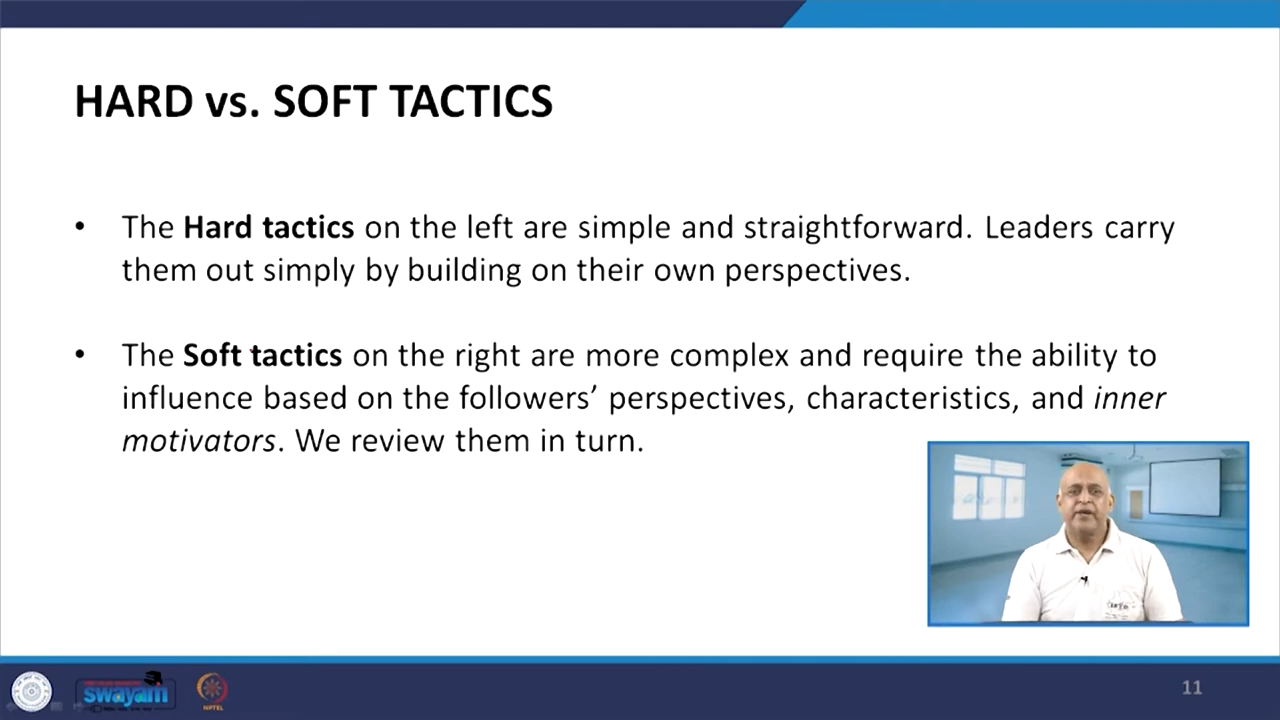 HARD vs. SOFT TACTICS
• The Hard tactics on the left are simple and straightforward. Leaders carry
them out simply by building on their own perspectives.
• The Soft tactics on the right are more complex and require the ability to
influence based on the followers’ perspectives, characteristics, and inner
motivators. We review them in turn.
swayam
NPTEL
11